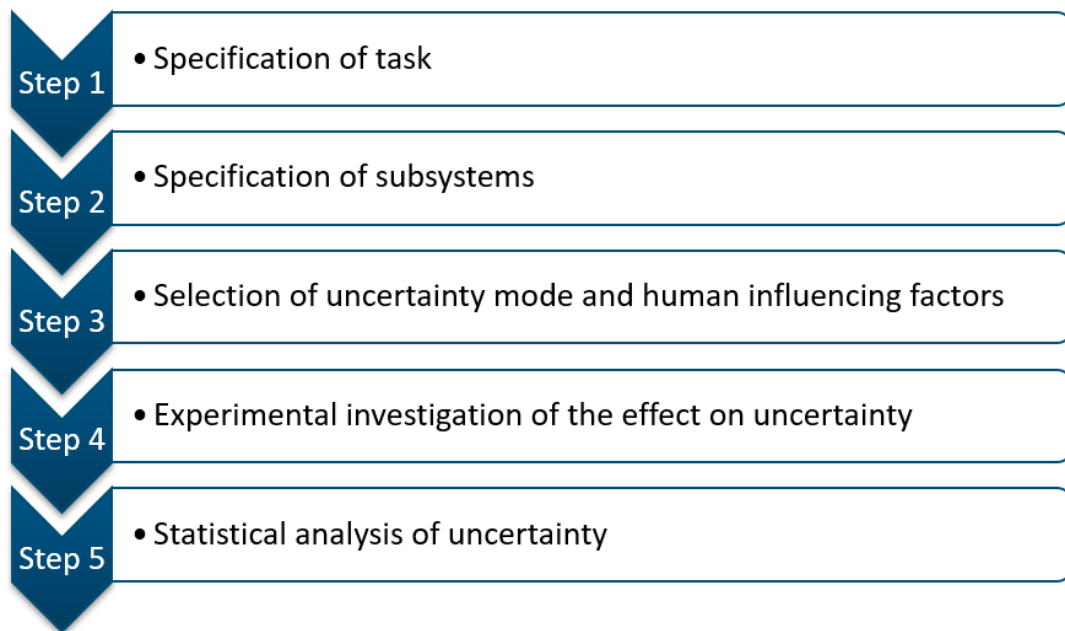 Step 1
• Specification of task
Step 2
• Specification of subsystems
Step 3
• Selection of uncertainty mode and human influencing factors
Step 4
• Experimental investigation of the effect on uncertainty
Step 5
• Statistical analysis of uncertainty